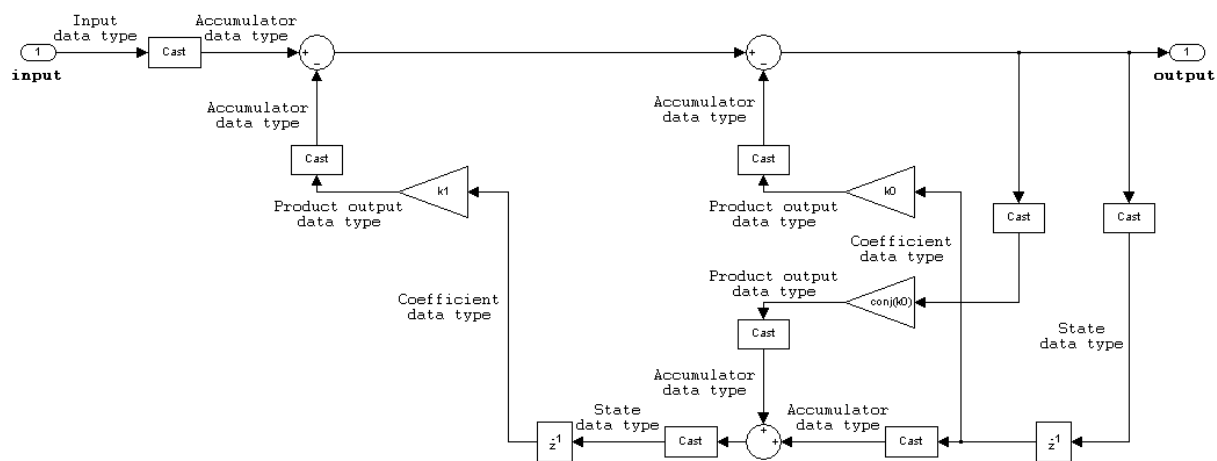 Input
data type
Accumulator
data type
1
input
Cast
+
−
+
−
1
output
Accumulator
data type
Accumulator
data type
Cast
Cast
k1
k0
Product output
data type
Product output
data type
Cast
Cast
Coefficient
data type
Product output
data type
conj(k0)
Coefficient
data type
Cast
State
data type
Accumulator
data type
State
data type
Accumulator
data type
z-1
Cast
+
+
Cast
z-1